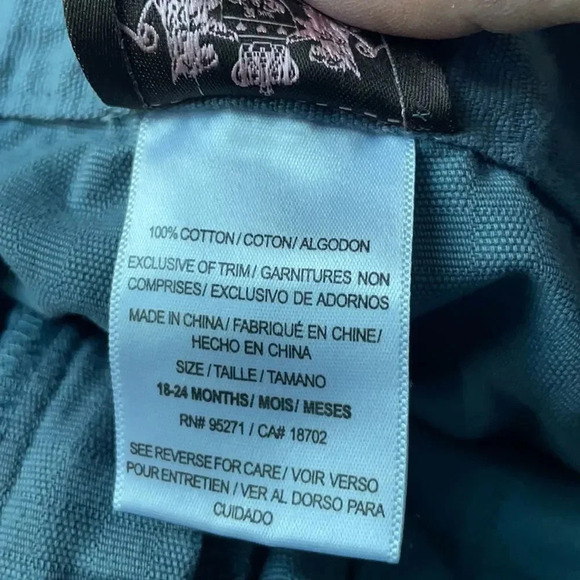 100% COTTON/ COTON/ ALGODON
EXCLUSIVE OF TRIM/ GARNITURES NON
COMPRISES/ EXCLUSIVO DE ADORNOS
MADE IN CHINA/ FABRIQUÉ EN CHINE/
HECHO EN CHINA
SIZE / TAILLE / TAMANO
18-24 MONTHS/ MOIS/ MESES
RN# 95271 / CA# 18702
SEE REVERSE FOR CARE/ VOIR VERSO
POUR ENTRETIEN / VER AL DORSO PARA
CUIDADO